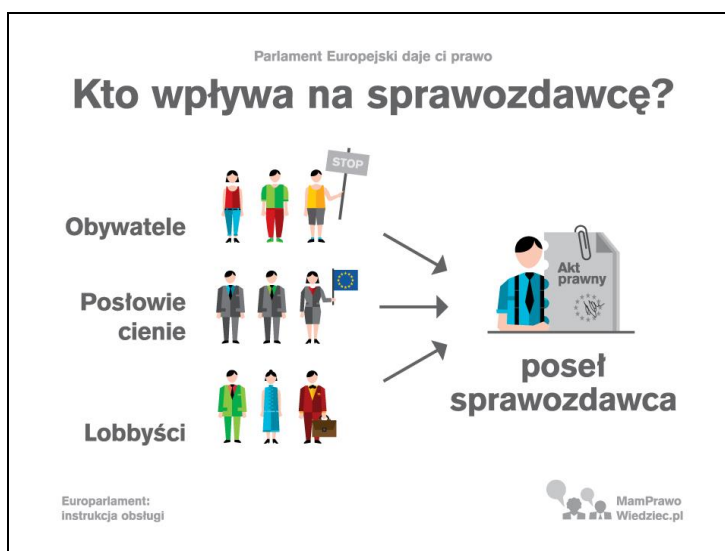 Parlament Europejski daje ci prawo
Kto wpływa na sprawozdawcę?
STOP
Obywatele
Posłowie
cienie
Lobbyści
Akt
prawny
poseł
sprawozdawca
Europarlament:
instrukcja obsługi
MamPrawo
Wiedziec.pl